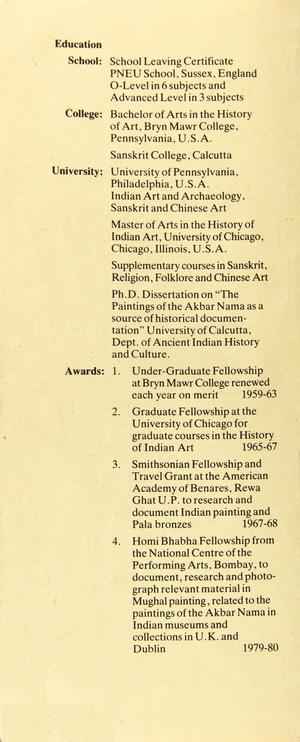 Education
School: School Leaving Certificate
PNEU School, Sussex, England
O-Level in 6 subjects and
Advanced Level in 3 subjects
College: Bachelor of Arts in the History
of Art, Bryn Mawr College,
Pennsylvania, U.S.A.
Sanskrit College, Calcutta
University: University of Pennsylvania,
Philadelphia, U.S.A.
Indian Art and Archaeology,
Sanskrit and Chinese Art
Master of Arts in the History of
Indian Art, University of Chicago,
Chicago, Illinois, U.S.A.
Supplementary courses in Sanskrit,
Religion, Folklore and Chinese Art
Ph.D. Dissertation on "The
Paintings of the Akbar Nama as a
source of historical documen-
tation" University of Calcutta,
Dept. of Ancient Indian History
and Culture.
Awards: 1. Under-Graduate Fellowship
at Bryn Mawr College renewed
each year on merit 1959-63
2. Graduate Fellowship at the
University of Chicago for
graduate courses in the History
of Indian Art 1965-67
3. Smithsonian Fellowship and
Travel Grant at the American
Academy of Benares, Rewa
Ghat U.P. to research and
document Indian painting and
Pala bronzes 1967-68
4. Homi Bhabha Fellowship from
the National Centre of the
Performing Arts, Bombay, to
document, research and photo-
graph relevant material in
Mughal painting, related to the
paintings of the Akbar Nama in
Indian museums and
collections in U.K. and
Dublin 1979-80